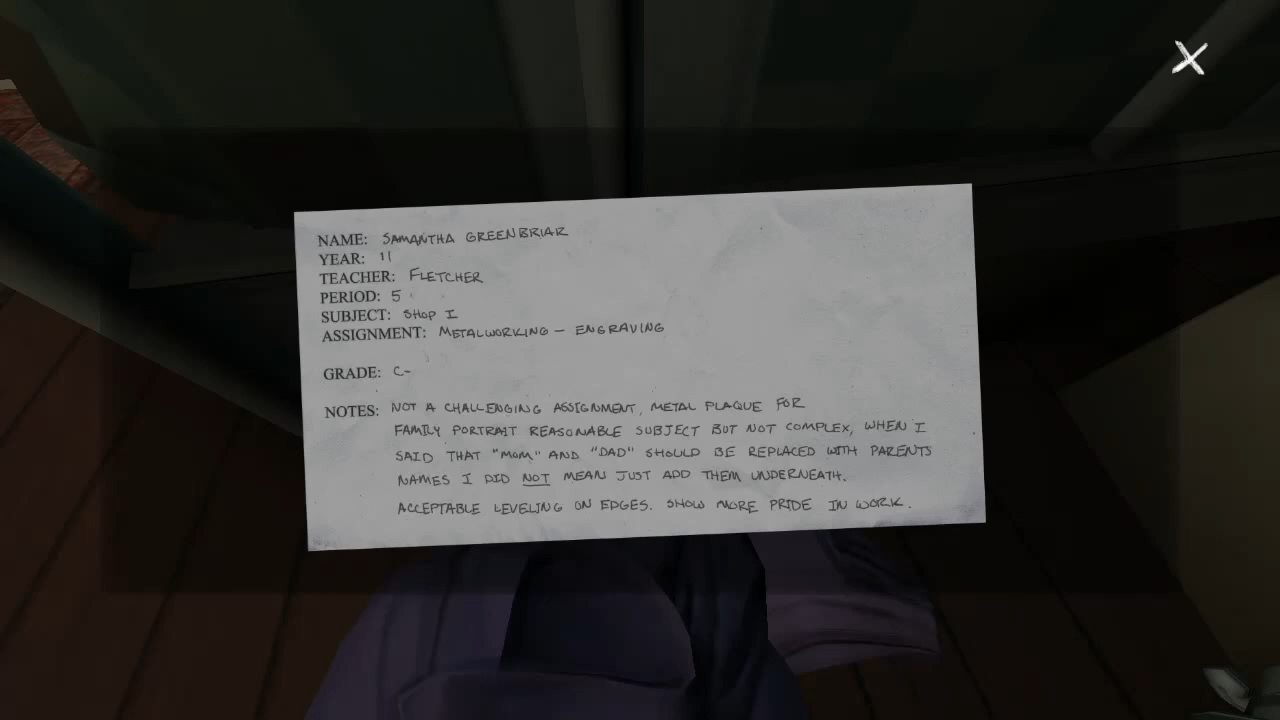 NAME: SAMANTHA GREENBRIAR
YEAR: 11
TEACHER: FLETCHER
PERIOD: 5
SUBJECT: SHOP I
ASSIGNMENT: METALWORKING - ENGRAVING
GRADE: C-
NOTES: NOT A CHALLENGING ASSIGNMENT, METAL PLAQUE FOR
FAMILY PORTRAIT REASONABLE SUBJECT BUT NOT COMPLEX, WHEN I
SAID THAT "MOM" AND "DAD" SHOULD BE REPLACED WITH PARENTS
NAMES I DID NOT MEAN JUST ADD THEM UNDERNEATH.
ACCEPTABLE LEVELING ON EDGES. SHOW MORE PRIDE IN WORK.